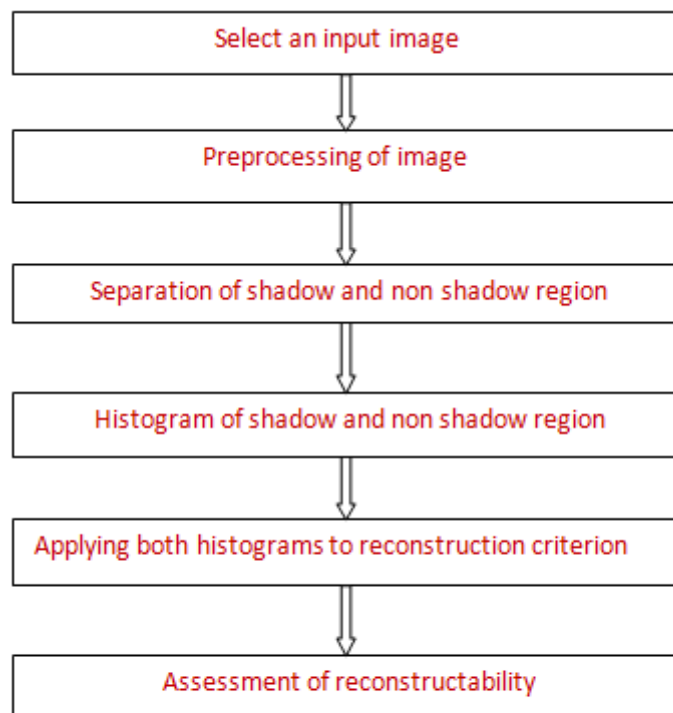 Select an input image
Preprocessing of image
Separation of shadow and non shadow region
Histogram of shadow and non shadow region
Applying both histograms to reconstruction criterion
Assessment of reconstructability